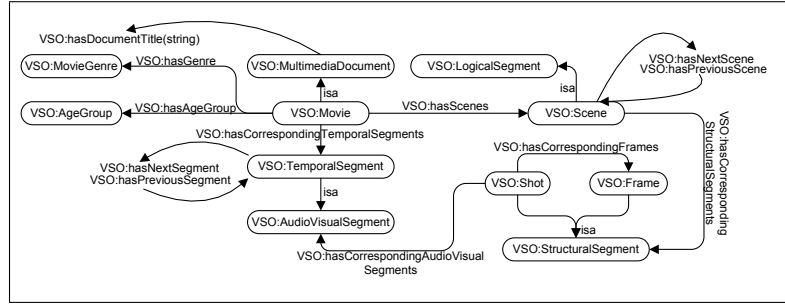 VSO:hasDocumentTitle(string)
VSO:MovieGenre
VSO:hasGenre
VSO:MultimediaDocument
VSO:LogicalSegment
VSO:hasNextScene
VSO:hasPreviousScene
isa
isa
VSO:AgeGroup
VSO:hasAgeGroup
VSO:Movie
VSO:hasScenes
VSO:Scene
VSO:hasCorrespondingTemporalSegments
VSO:hasCorresponding
StructuralSegments
VSO:hasNextSegment
VSO:hasPreviousSegment
VSO:TemporalSegment
VSO:hasCorrespondingFrames
VSO:Shot
VSO:Frame
isa
VSO:AudioVisualSegment
isa
VSO:StructuralSegment
VSO:hasCorrespondingAudioVisual
Segments